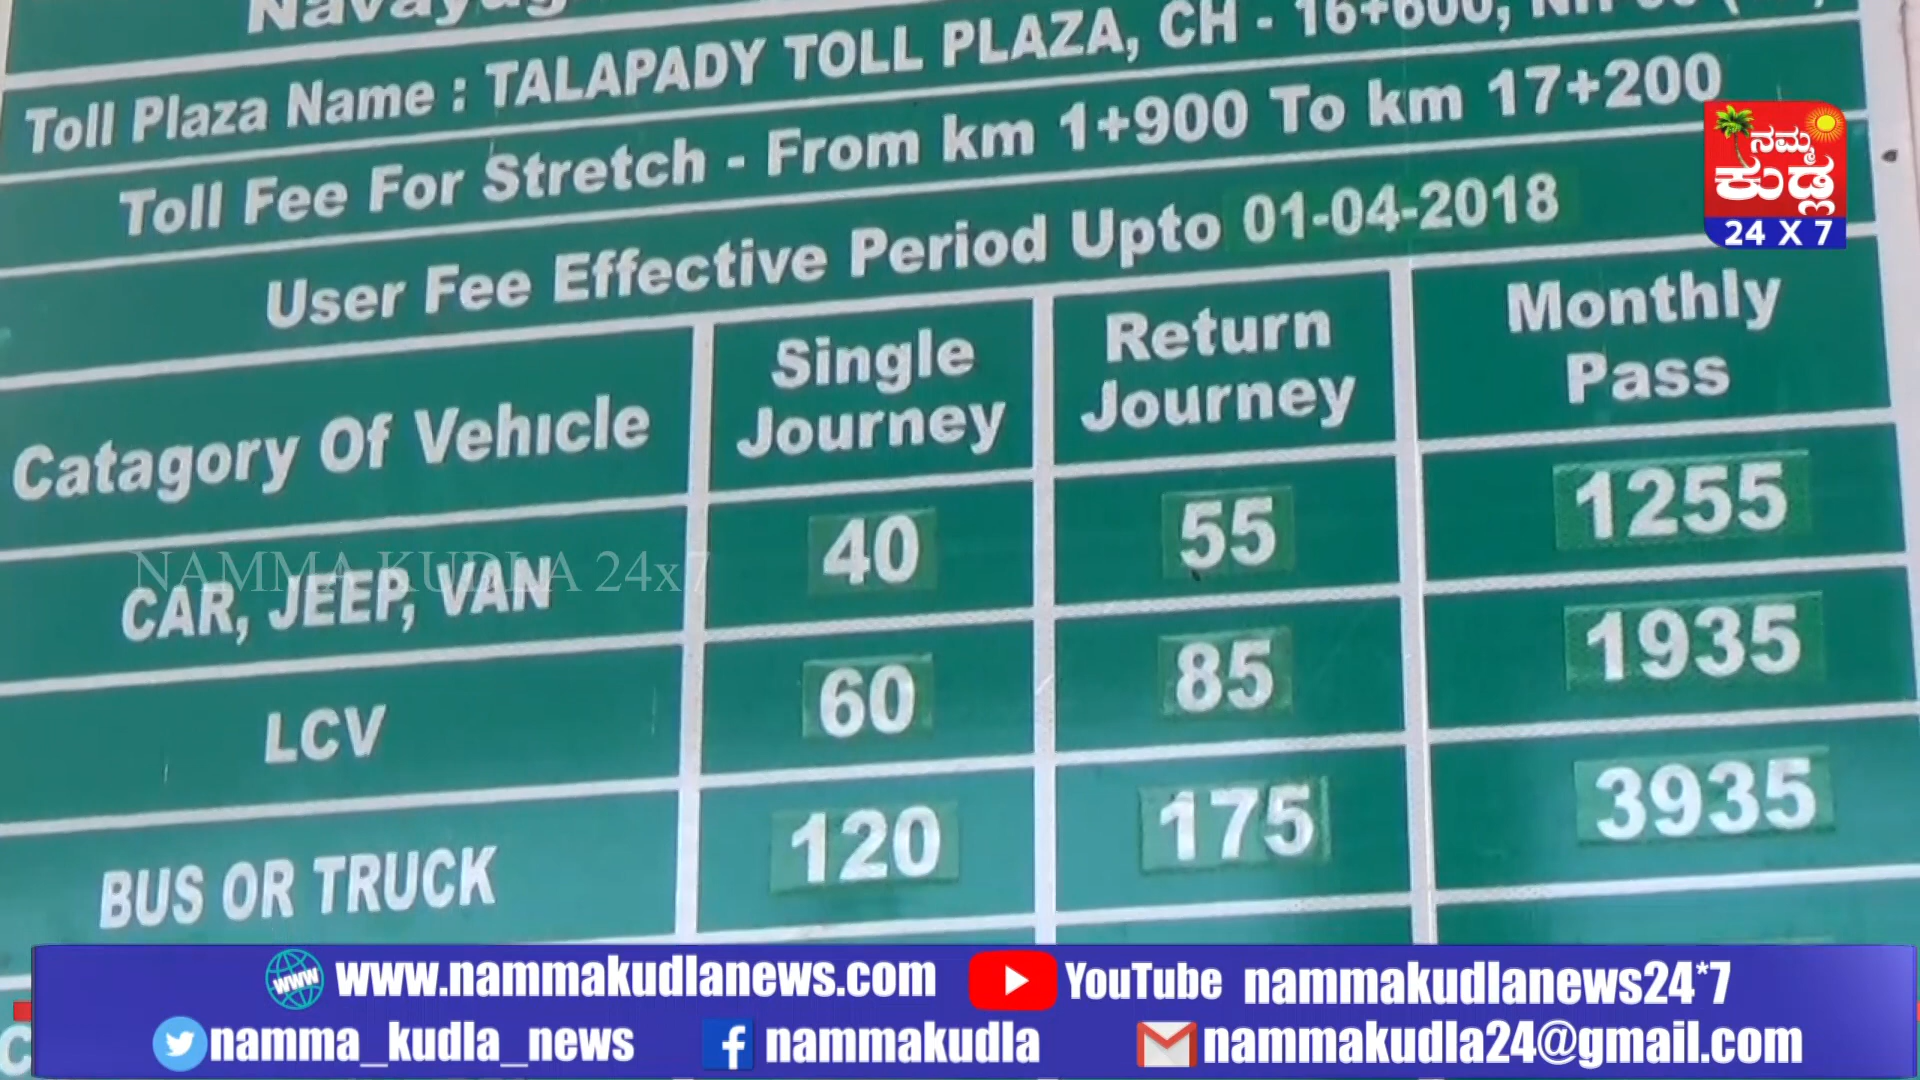 Toll Plaza Name : TALAPADY TOLL PLAZA, CH - 16+600,
Toll Fee For Stretch - From km 1+900 To km 17+200
User Fee Effective Period Upto 01-04-2018
Catagory Of Vehicle Single Journey Return Journey Monthly Pass
CAR, JEEP, VAN 40 55 1255
LCV 60 85 1935
BUS OR TRUCK 120 175 3935
ನಮ್ಮ
ಕುಡ್ಲ
24 X 7
NAMMA KUDLA 24x7
www www.nammakudlanews.com YouTube nammakudlanews24*7
namma_kudla_news f nammakudla nammakudla24@gmail.com